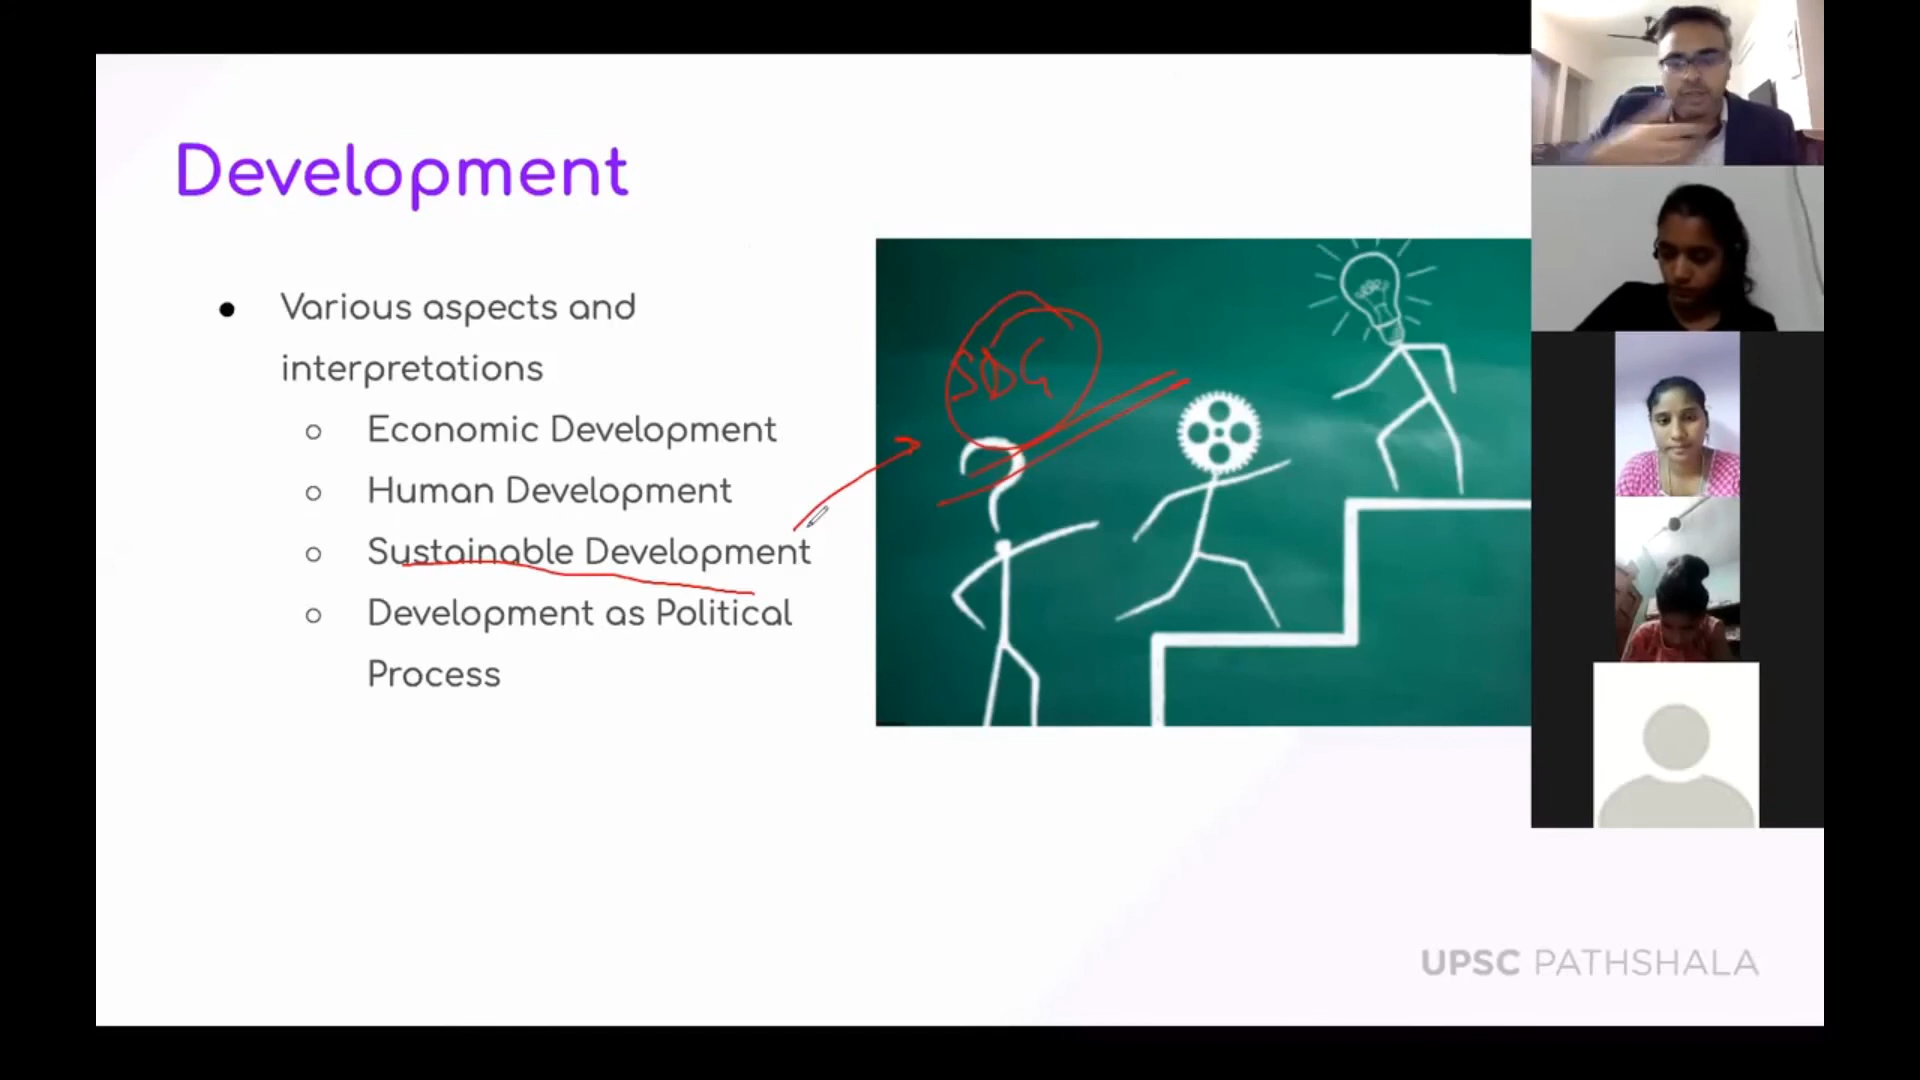 Development
● Various aspects and
interpretations
○ Economic Development
○ Human Development
○ Sustainable Development
○ Development as Political
Process
SDG
UPSC PATHSHALA